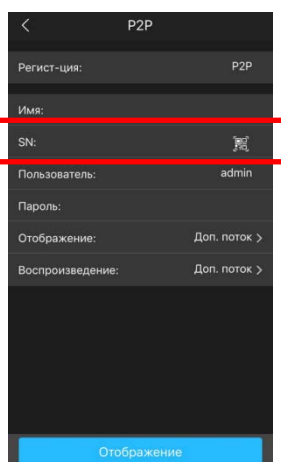 P2P
Регист-ция: P2P
Имя:
SN:
Пользователь: admin
Пароль:
Отображение: Доп. поток >
Воспроизведение: Доп. поток >
Отображение